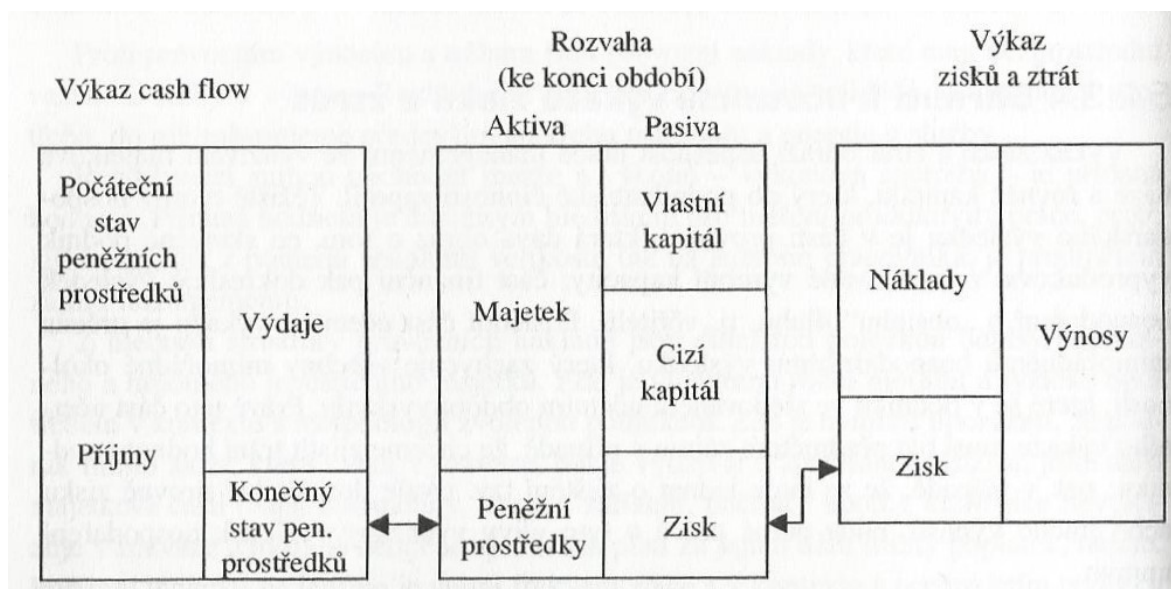 Výkaz cash flow
Rozvaha
(ke konci období)
Výkaz
zisků a ztrát
Aktiva
Pasiva
Počáteční
stav
peněžních
prostředků
Příjmy
Výdaje
Konečný
stav pen.
prostředků
Majetek
Peněžní
prostředky
Vlastní
kapitál
Cizí
kapitál
Zisk
Náklady
Zisk
Výnosy